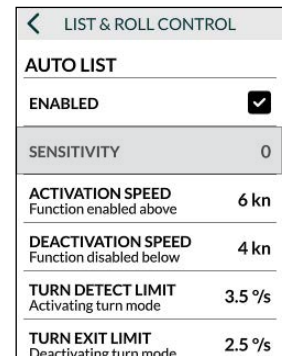 LIST & ROLL CONTROL
AUTO LIST
ENABLED
SENSITIVITY 0
ACTIVATION SPEED
Function enabled above 6 kn
DEACTIVATION SPEED
Function disabled below 4 kn
TURN DETECT LIMIT
Activating turn mode 3.5 °/s
TURN EXIT LIMIT
Deactivating turn mode 2.5 °/s